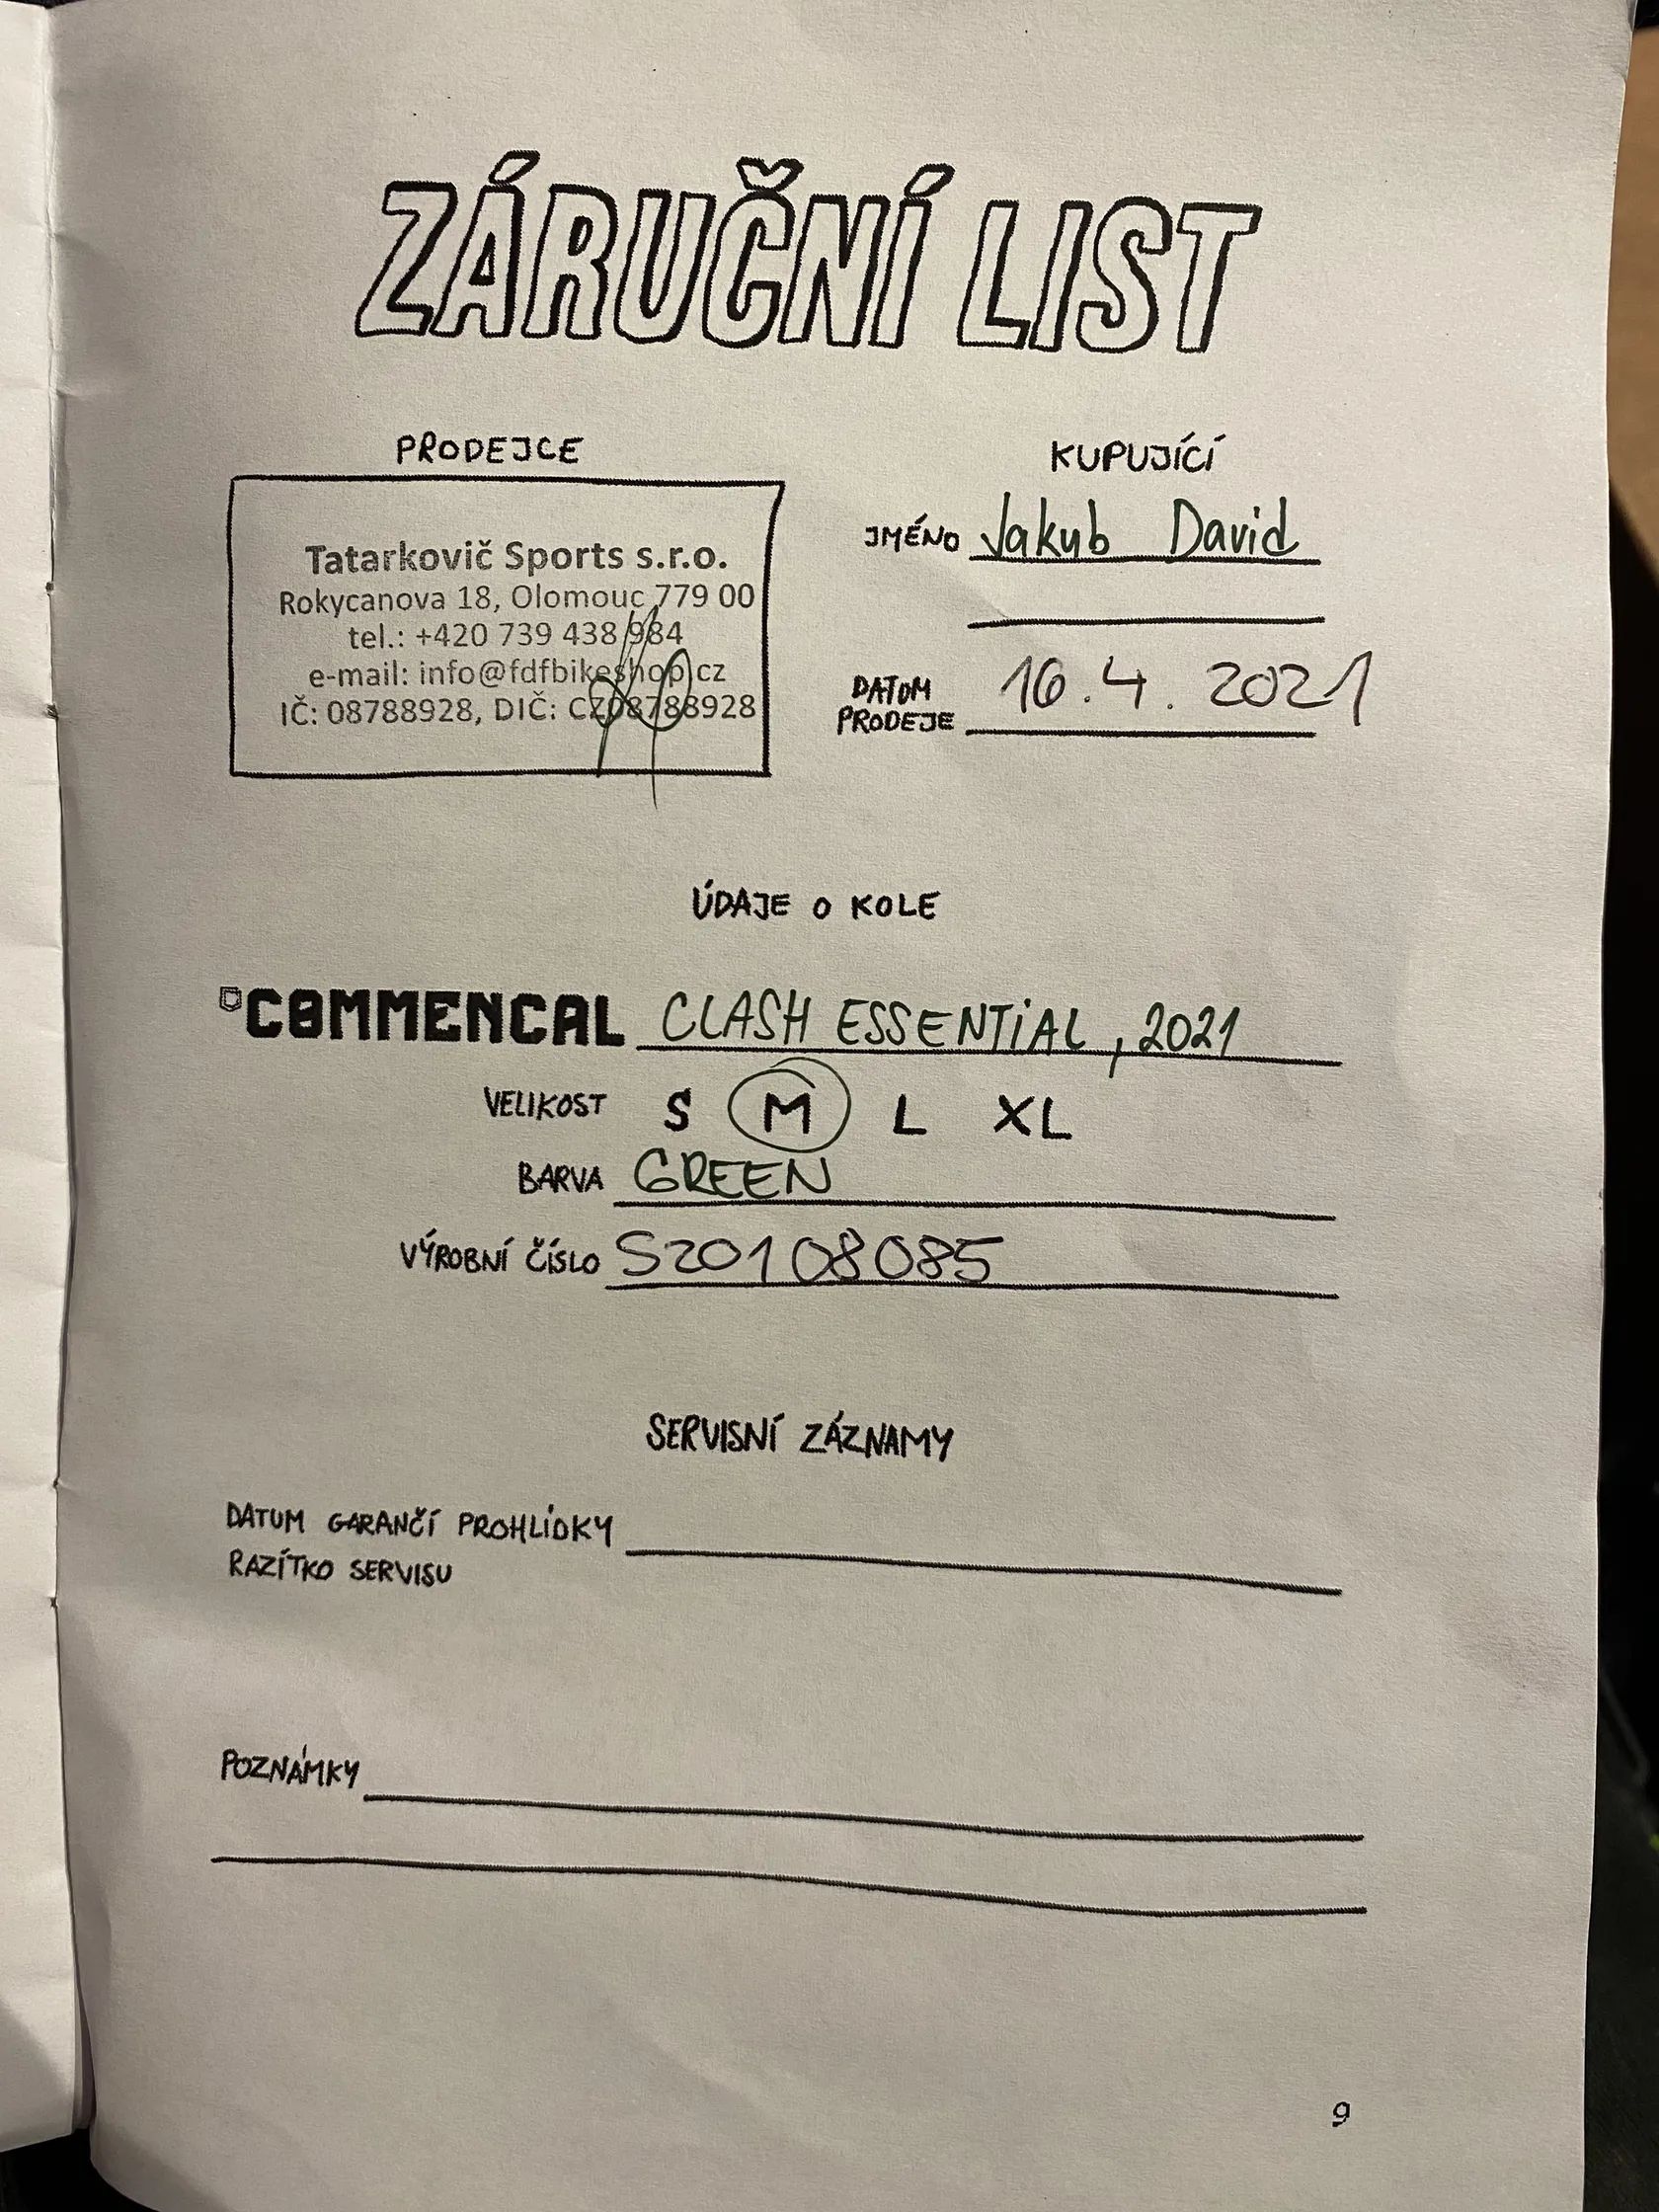 ZÁRUČNÍ LIST
PRODEJCE
Tatarkovič Sports s.r.o.
Rokycanova 18, Olomouc 779 00
tel.: +420 739 438 984
e-mail: info@fdfbikeshop.cz
IČ: 08788928, DIČ: CZ08788928
KUPUJÍCÍ
JMÉNO Jakub David
DATUM PRODEJE 16.4.2021
ÚDAJE O KOLE
COMMENCAL CLASH ESSENTIAL, 2021
VELIKOST S M L XL
BARVA GREEN
VÝROBNÍ ČÍSLO S20108085
SERVISNÍ ZÁZNAMY
DATUM GARANČÍ PROHLÍDKY
RAZÍTKO SERVISU
POZNÁMKY
9